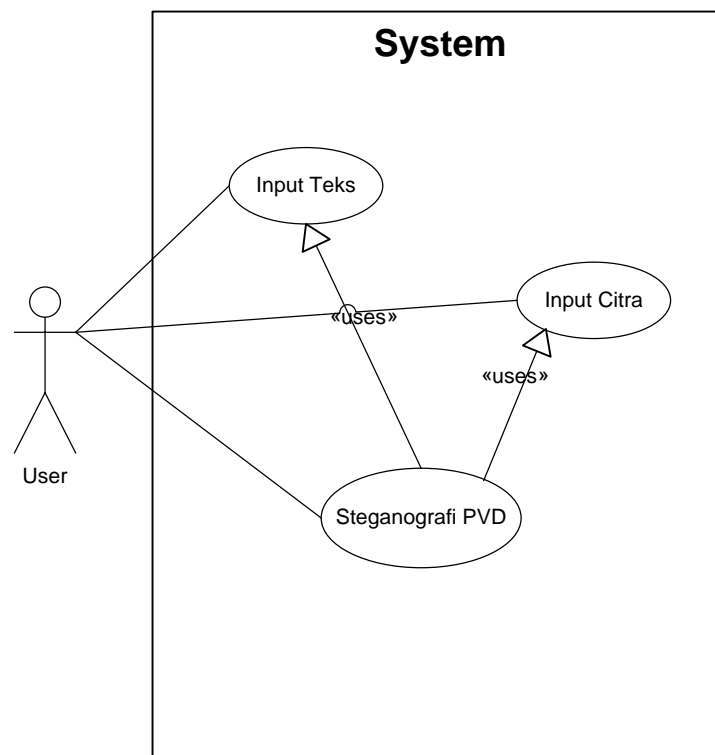 System
Input Teks
Input Citra
«uses»
«uses»
User
Steganografi PVD